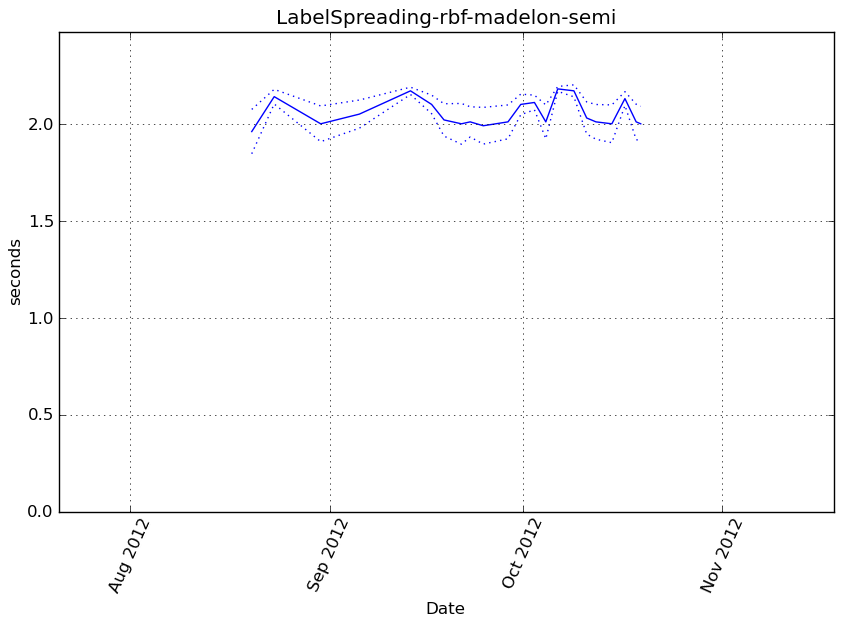 LabelSpreading-rbf-madelon-semi
2.0
1.5
1.0
0.5
0.0
seconds
Aug 2012
Sep 2012
Oct 2012
Nov 2012
Date